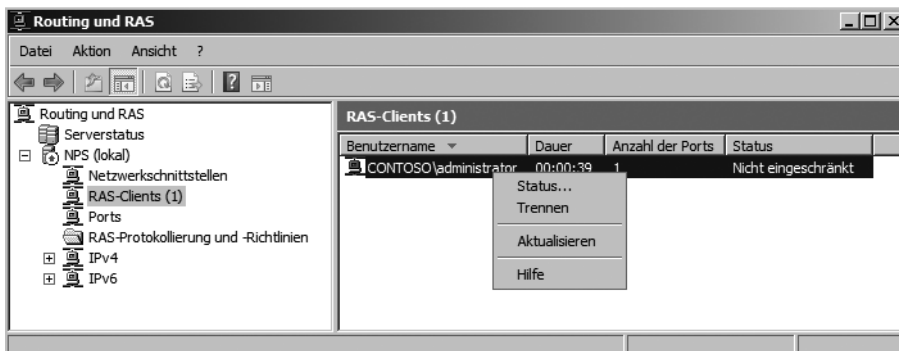 Routing und RAS
Datei Aktion Ansicht ?
Routing und RAS
Serverstatus
NPS (lokal)
Netzwerkschnittstellen
RAS-Clients (1)
Ports
RAS-Protokollierung und -Richtlinien
IPv4
IPv6
RAS-Clients (1)
Benutzername Dauer Anzahl der Ports Status
CONTOSO\administrator 00:00:39 1 Nicht eingeschränkt
Status...
Trennen
Aktualisieren
Hilfe